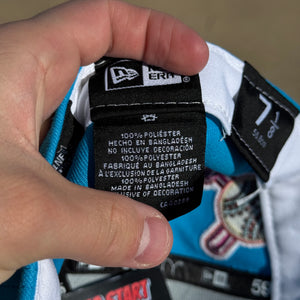 NEW ERA
7 1/8
100% POLIÉSTER
HECHO EN BANGLADESH
NO INCLUYE DECORACIÓN
100% POLYESTER
FABRIQUÉ AU BANGLADESH
À L'EXCLUSION DE LA GARNITURE
100% POLYESTER
MADE IN BANGLADESH
EXCLUSIVE OF DECORATION